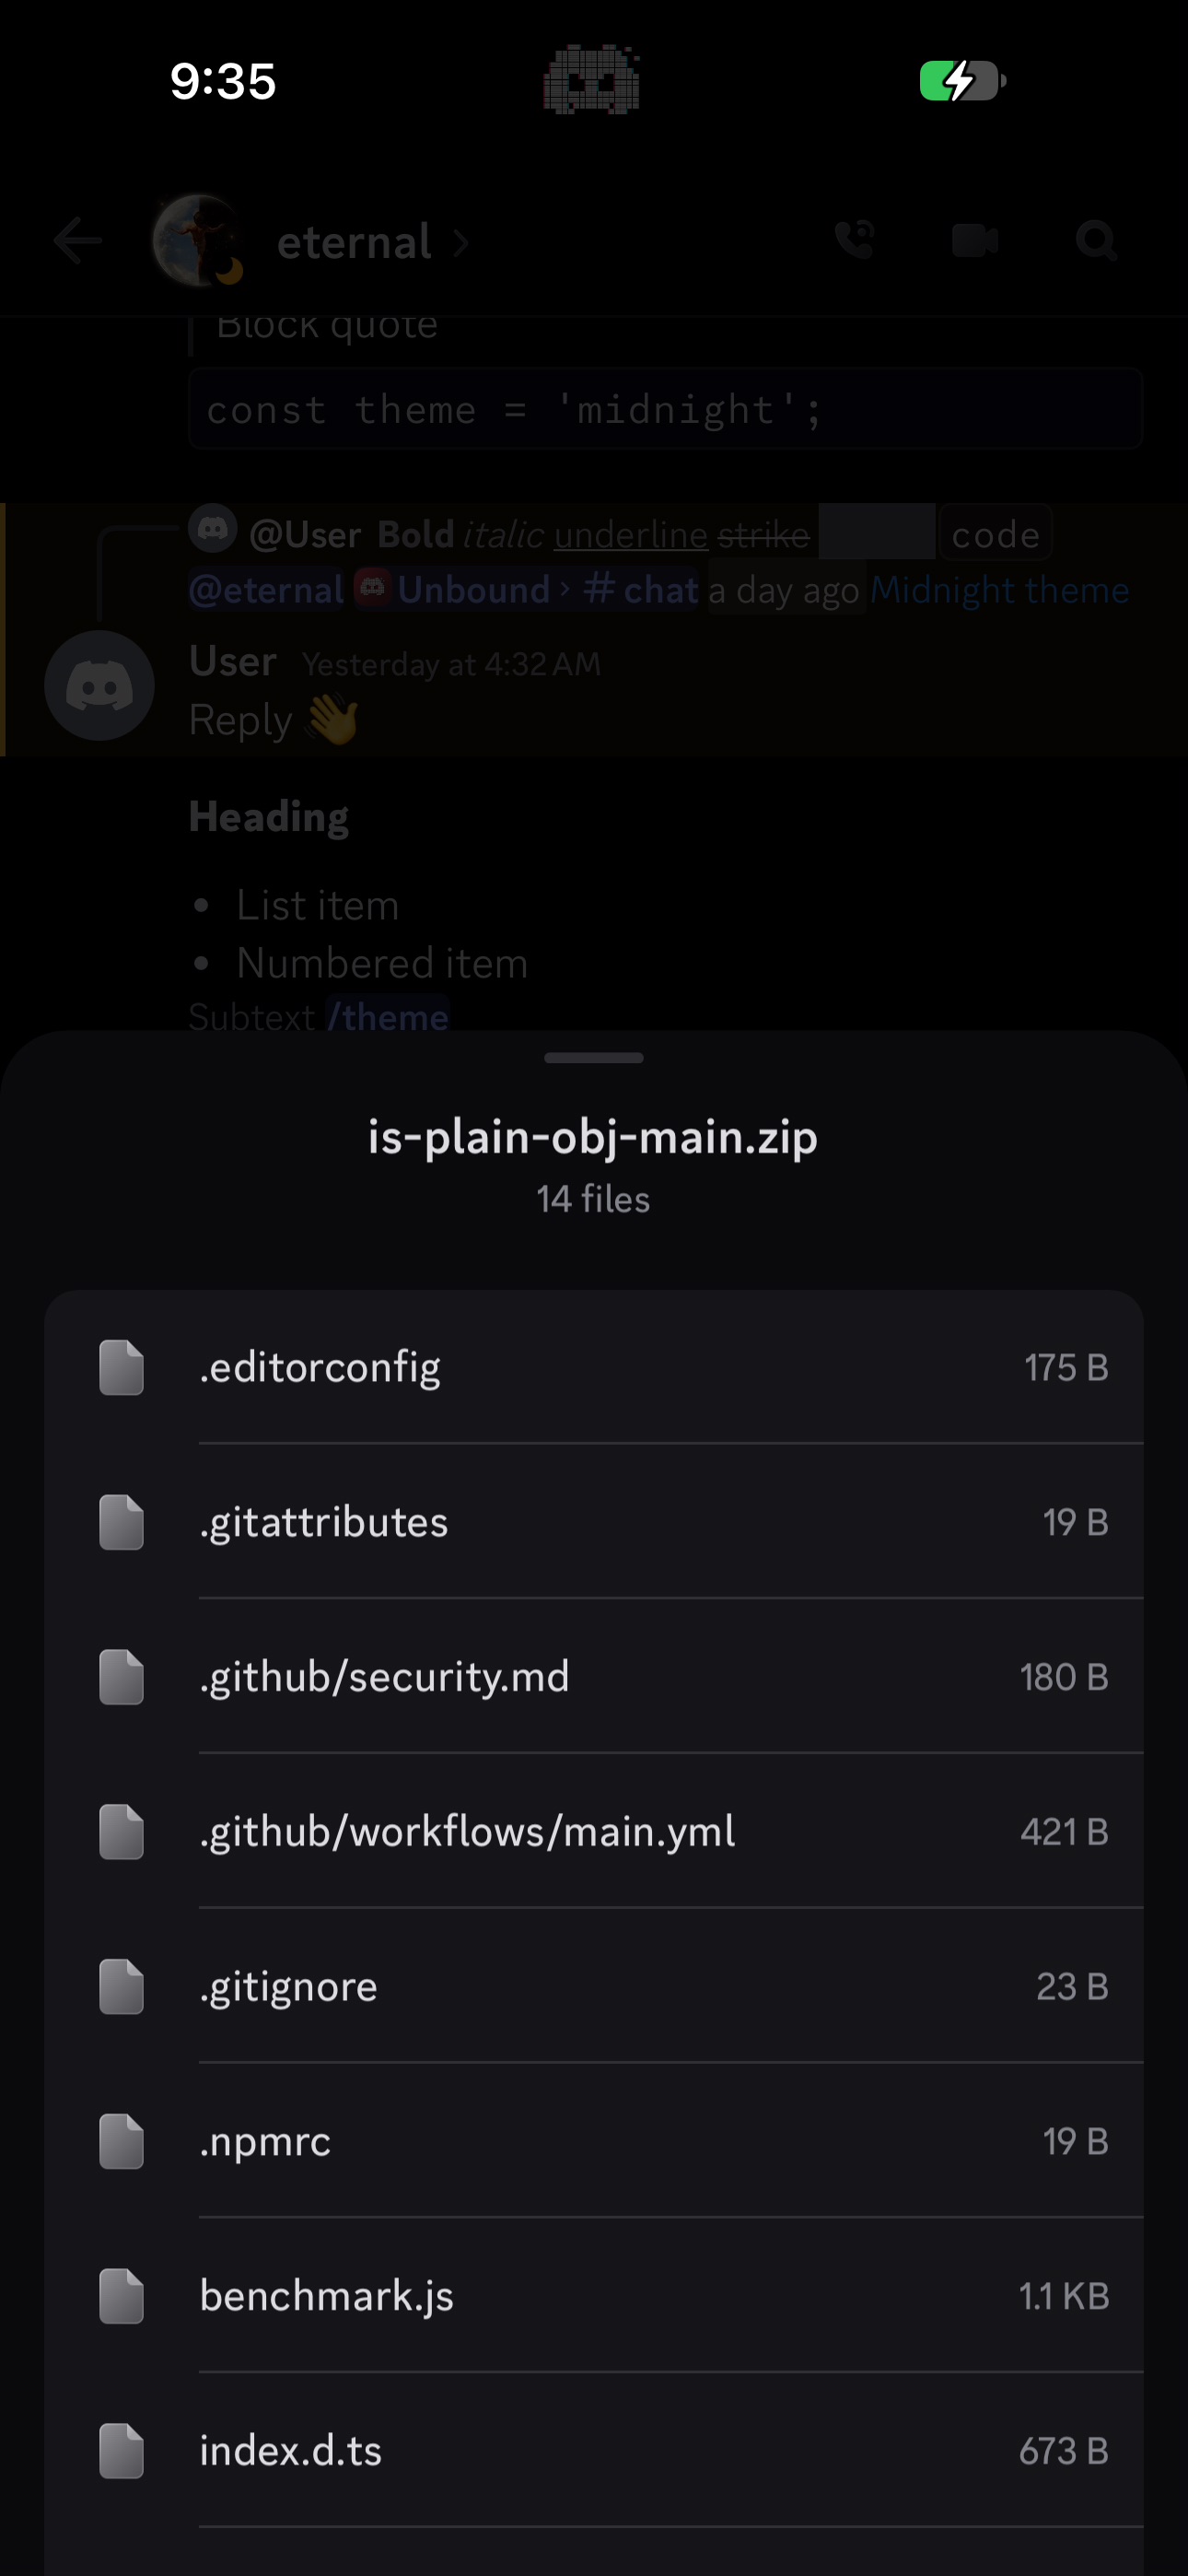 9:35
eternal
Block quote
const theme = 'midnight';
@User Bold italic underline strike code
@eternal Unbound › # chat a day ago Midnight theme
User Yesterday at 4:32 AM
Reply 👋
Heading
• List item
• Numbered item
Subtext /theme
is-plain-obj-main.zip
14 files
.editorconfig 175 B
.gitattributes 19 B
.github/security.md 180 B
.github/workflows/main.yml 421 B
.gitignore 23 B
.npmrc 19 B
benchmark.js 1.1 KB
index.d.ts 673 B